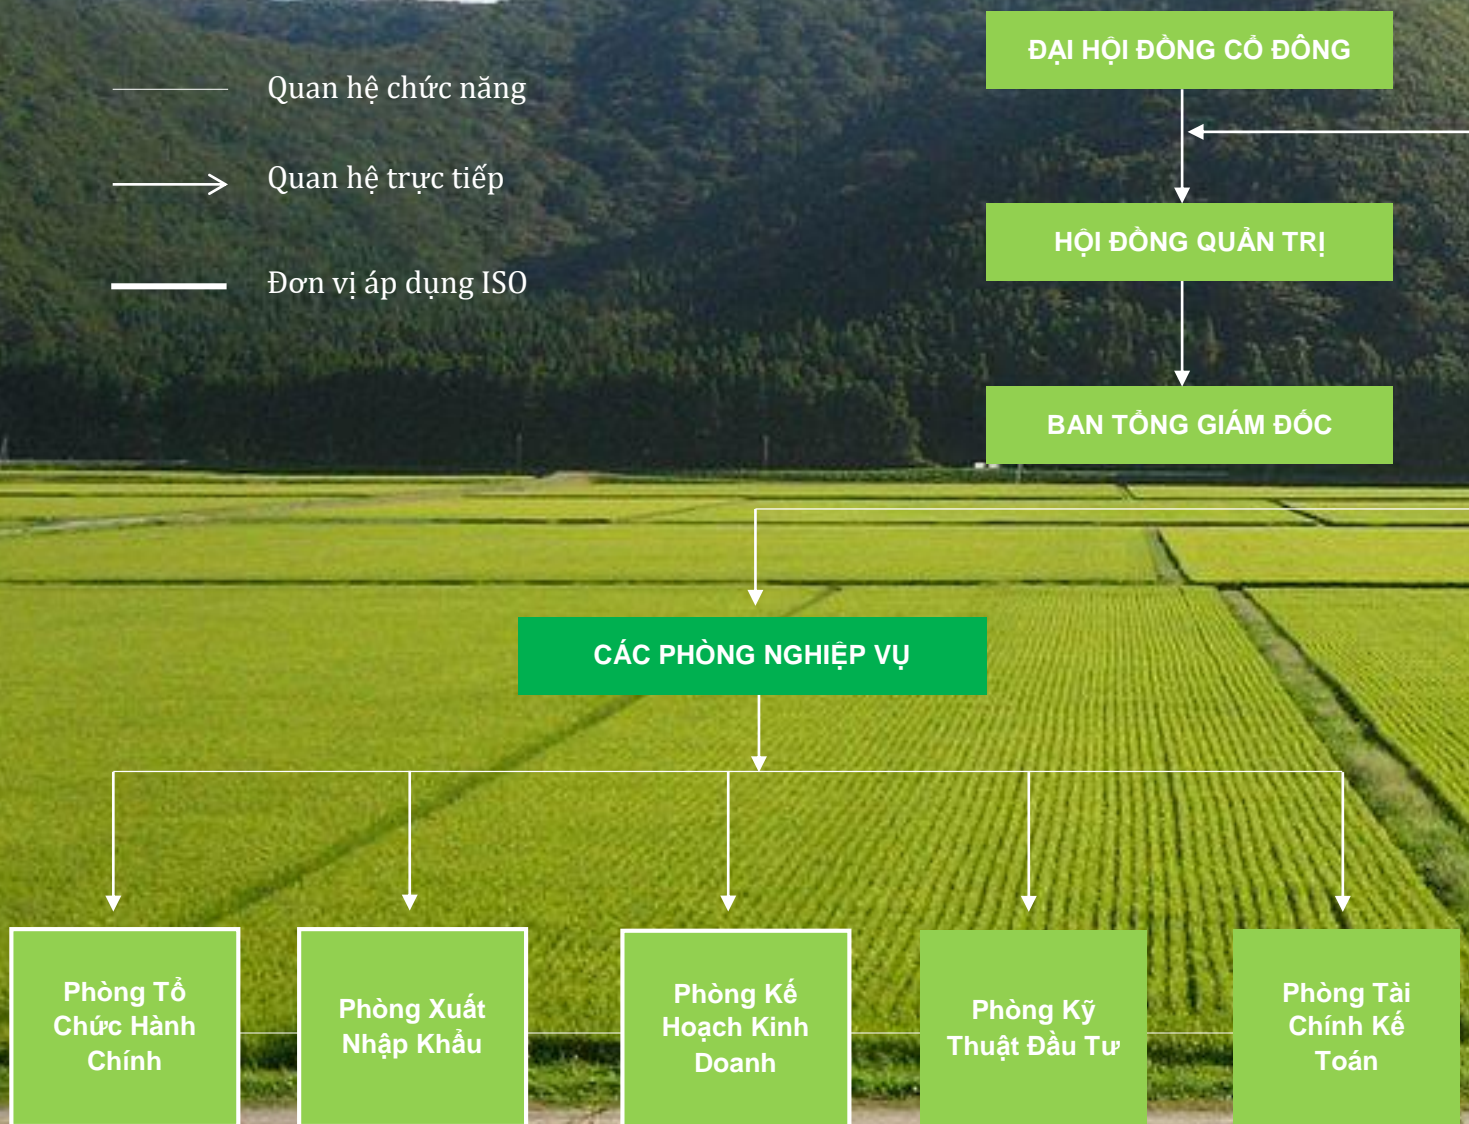 ĐẠI HỘI ĐỒNG CỔ ĐÔNG
Quan hệ chức năng
Quan hệ trực tiếp
HỘI ĐỒNG QUẢN TRỊ
Đơn vị áp dụng ISO
BAN TỔNG GIÁM ĐỐC
CÁC PHÒNG NGHIỆP VỤ
Phòng Tổ
Chức Hành
Chính
Phòng Xuất
Nhập Khẩu
Phòng Kế
Hoạch Kinh
Doanh
Phòng Kỹ
Thuật Đầu Tư
Phòng Tài
Chính Kế
Toán